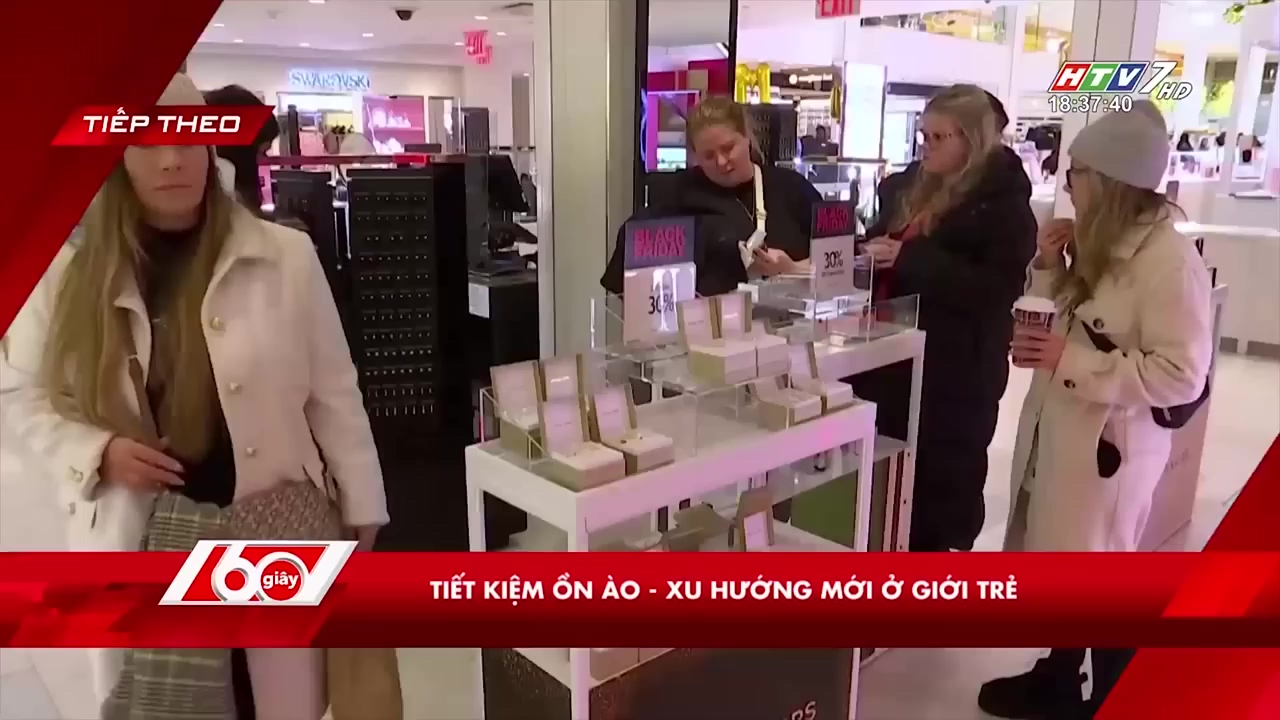 EXIT
SWAROVSKI
EXIT
HTV7 HD
18:37:40
TIẾP THEO
BLACK FRIDAY
30%
BLACK FRIDAY
30%
60 giây
TIẾT KIỆM ỒN ÀO - XU HƯỚNG MỚI Ở GIỚI TRẺ